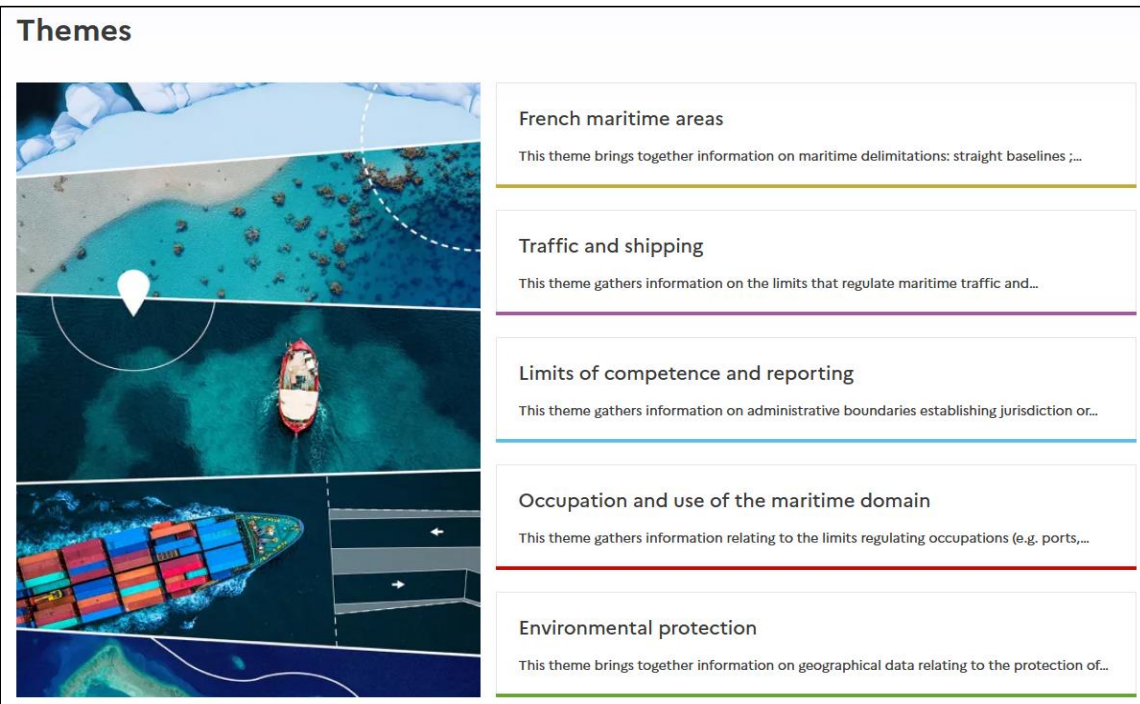 Themes
French maritime areas
This theme brings together information on maritime delimitations: straight baselines ;...
Traffic and shipping
This theme gathers information on the limits that regulate maritime traffic and...
Limits of competence and reporting
This theme gathers information on administrative boundaries establishing jurisdiction or...
Occupation and use of the maritime domain
This theme gathers information relating to the limits regulating occupations (e.g. ports,...
Environmental protection
This theme brings together information on geographical data relating to the protection of...